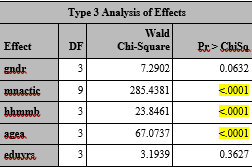 Type 3 Analysis of Effects
Effect DF Wald Chi-Square Pr > ChiSq
gndr 3 7.2902 0.0632
mnactic 9 285.4381 <.0001
hhmmb 3 23.8461 <.0001
agea 3 67.0737 <.0001
eduyrs 3 3.1939 0.3627